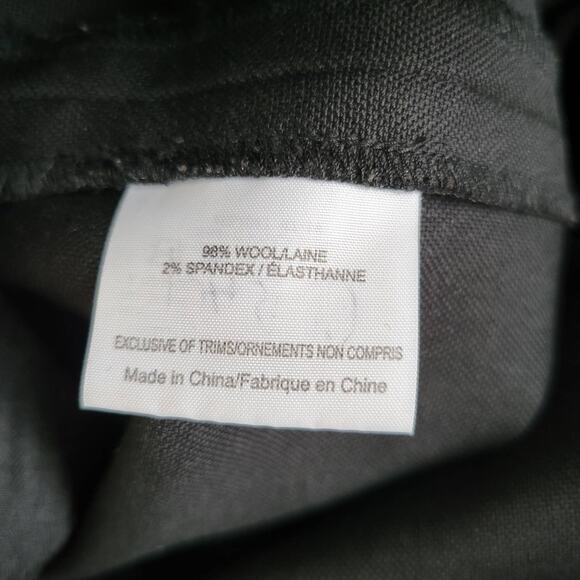 98% WOOL/LAINE
2% SPANDEX / ÉLASTHANNE
EXCLUSIVE OF TRIMS/ORNEMENTS NON COMPRIS
Made in China/Fabrique en Chine